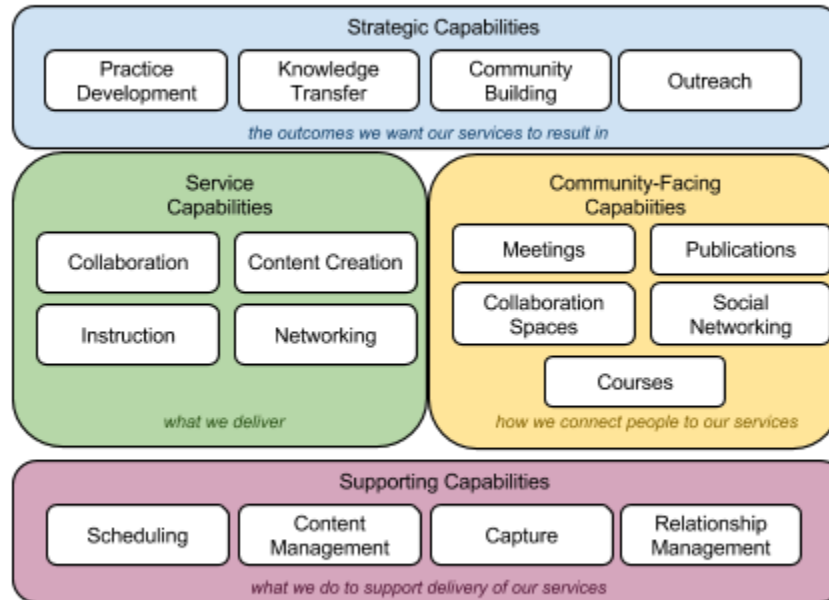 Strategic Capabilities
Practice
Development
Knowledge
Transfer
Community
Building
Outreach
the outcomes we want our services to result in
Service
Capabilities
Collaboration
Content Creation
Instruction
Networking
what we deliver
Community-Facing
Capabiities
Meetings
Publications
Collaboration
Spaces
Social
Networking
Courses
how we connect people to our services
Supporting Capabilities
Scheduling
Content
Management
Capture
Relationship
Management
what we do to support delivery of our services